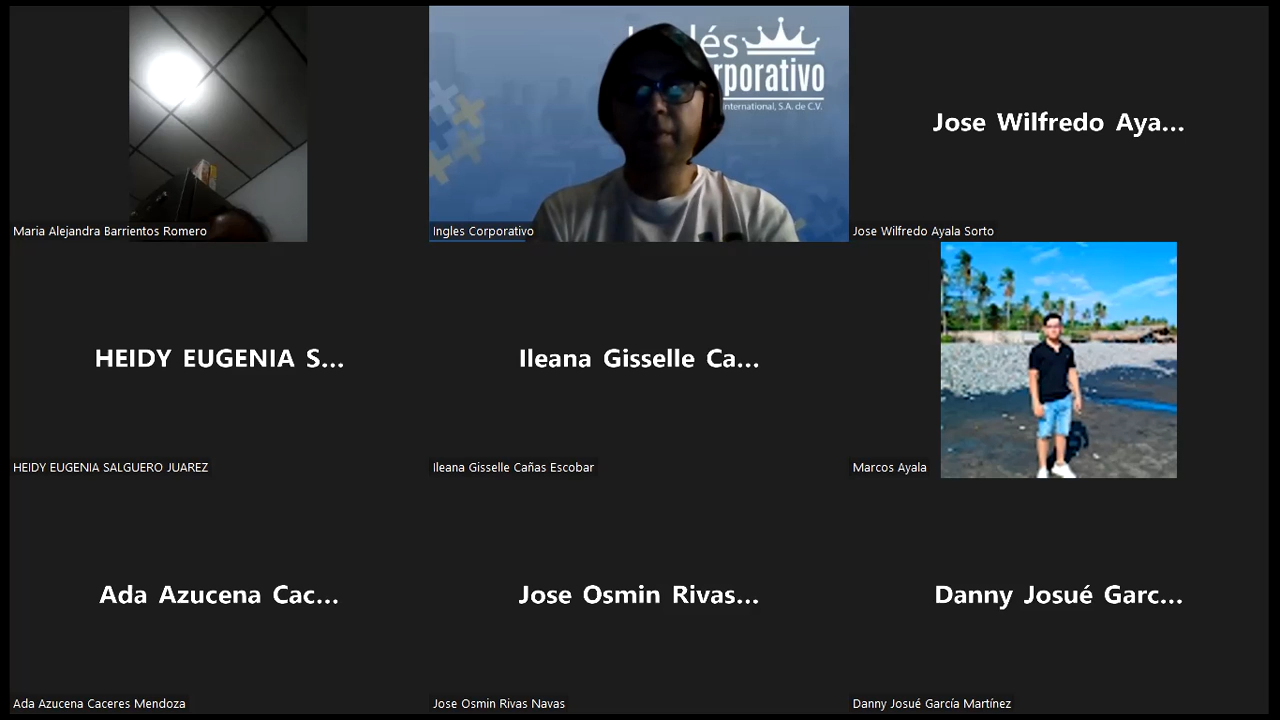 Maria Alejandra Barrientos Romero
Inglés
Corporativo
International, S.A. de C.V.
Ingles Corporativo
Jose Wilfredo Aya...
Jose Wilfredo Ayala Sorto
HEIDY EUGENIA S...
HEIDY EUGENIA SALGUERO JUAREZ
Ileana Gisselle Ca...
Ileana Gisselle Cañas Escobar
Marcos Ayala
Ada Azucena Cac...
Ada Azucena Caceres Mendoza
Jose Osmin Rivas...
Jose Osmin Rivas Navas
Danny Josué Garc...
Danny Josué García Martínez